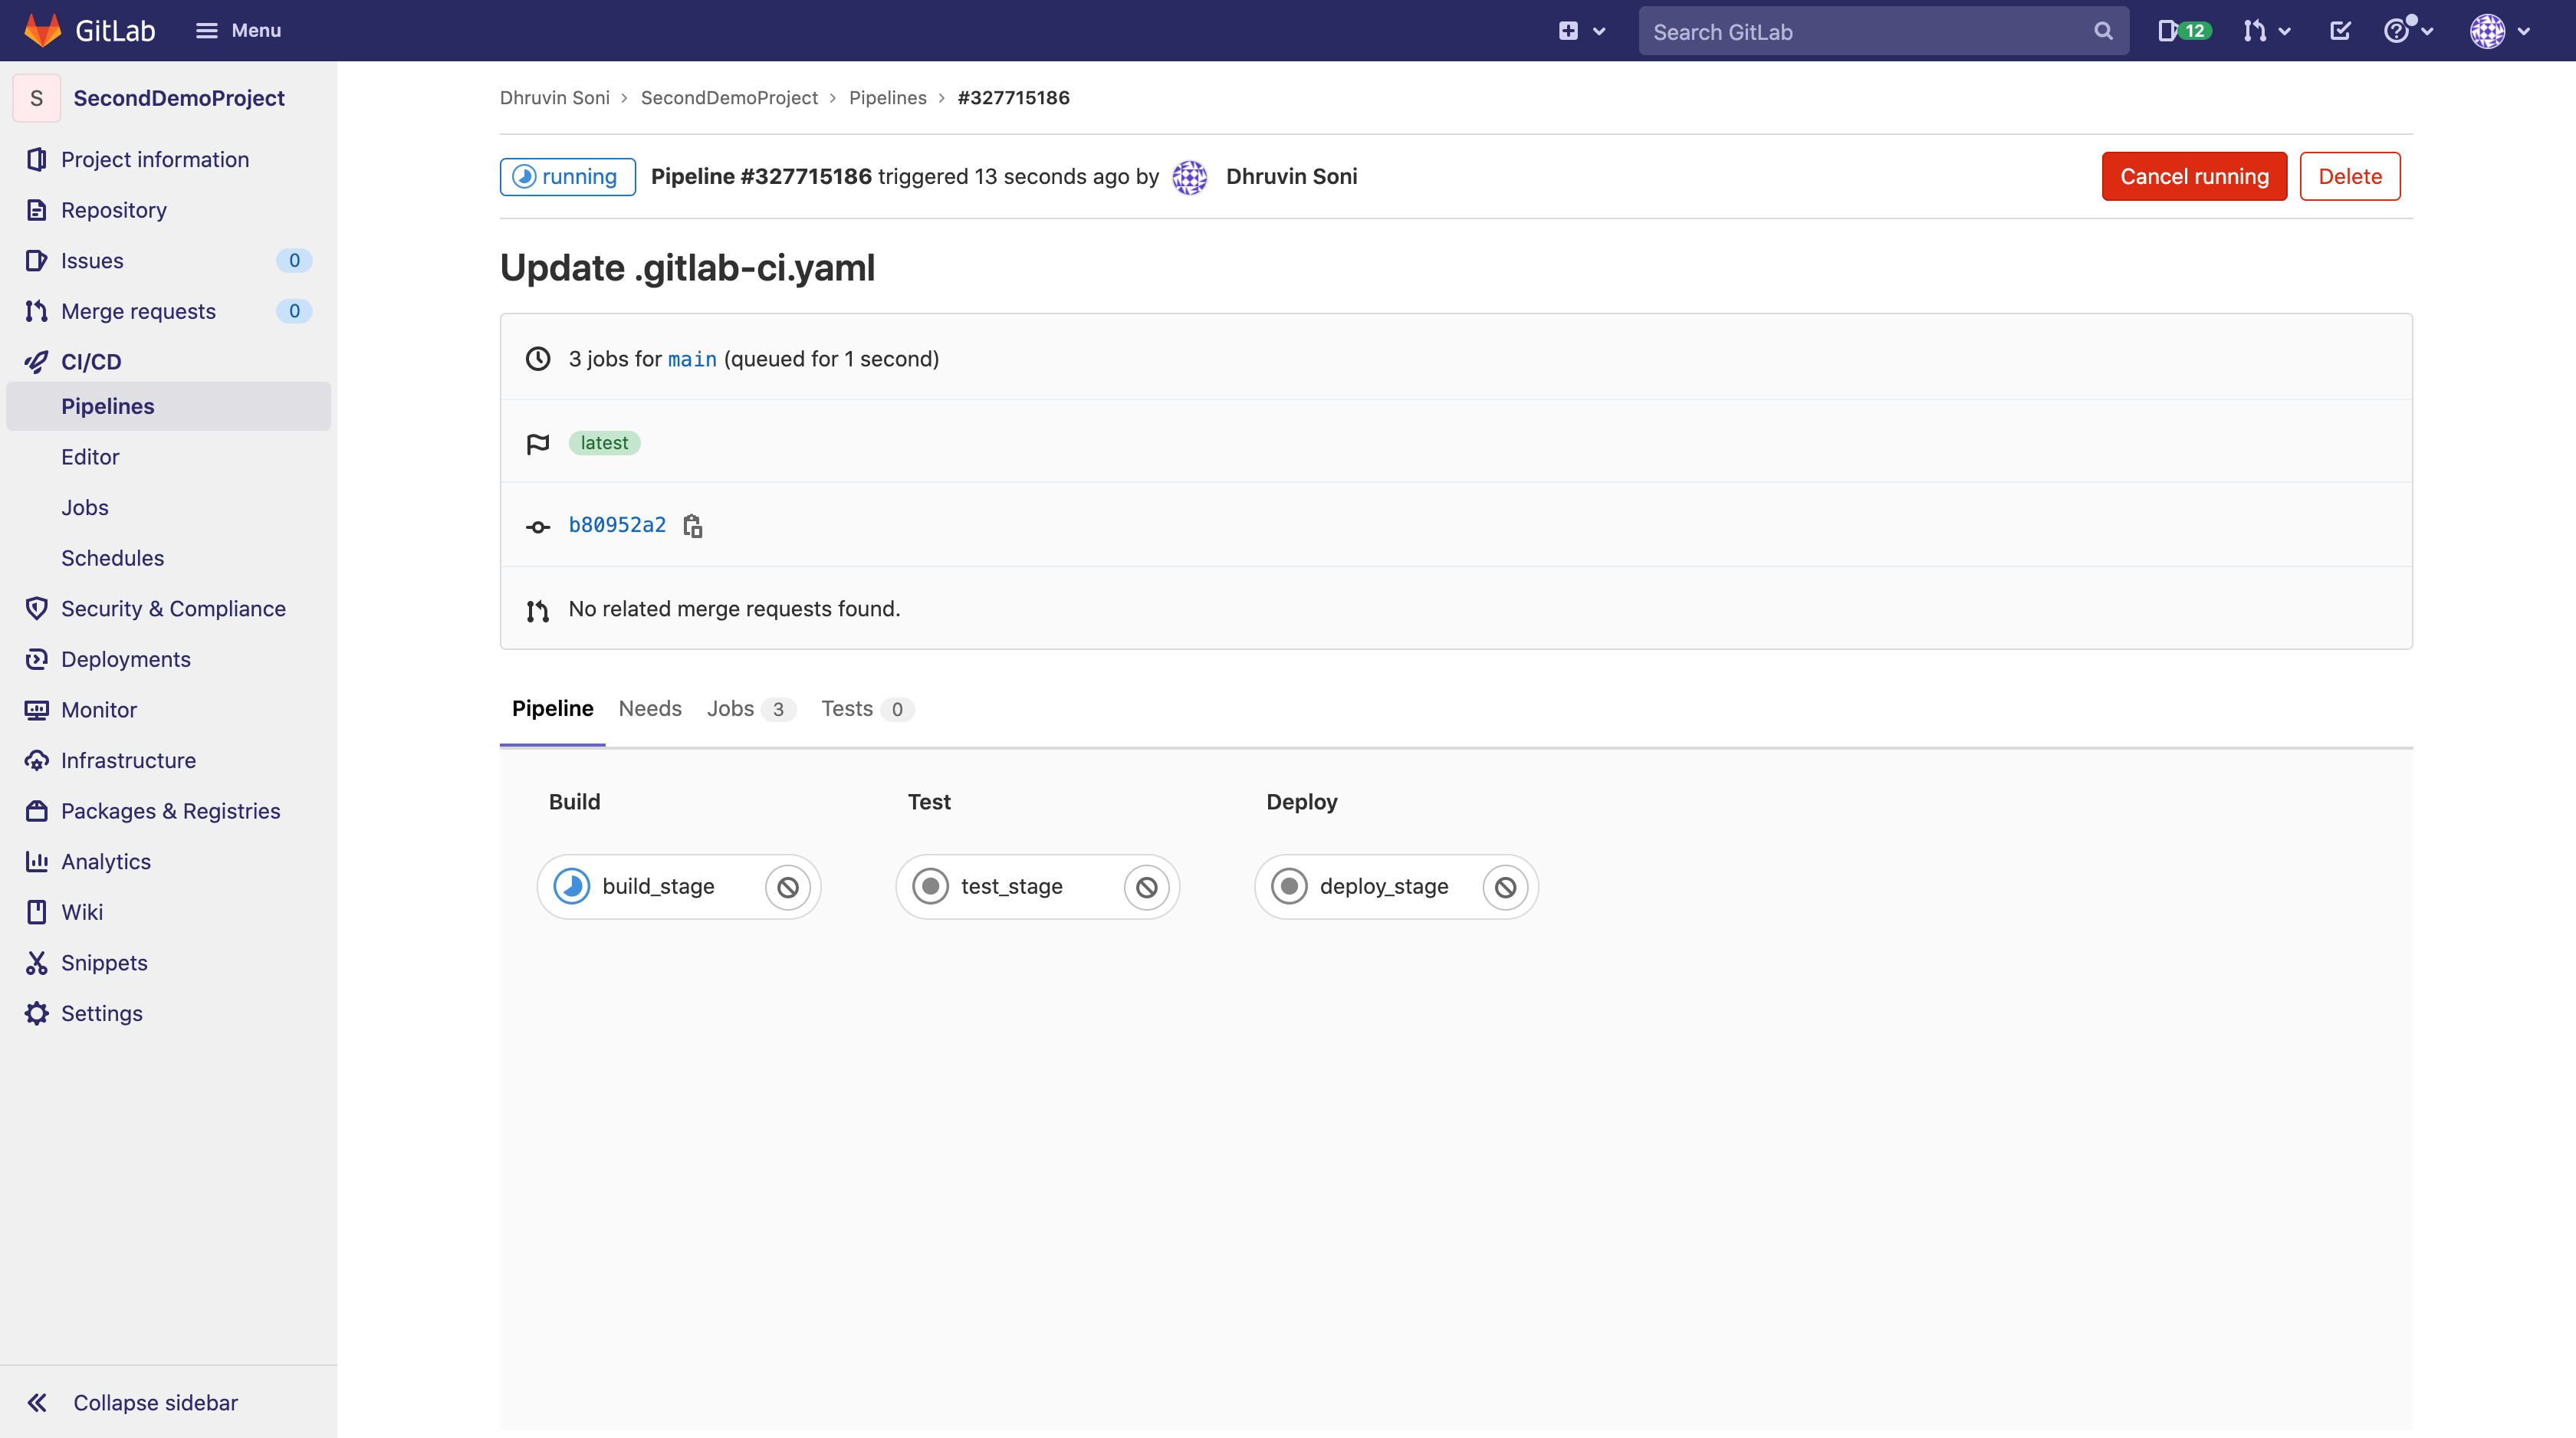 GitLab
Menu
Search GitLab
12
S
SecondDemoProject
Project information
Repository
Issues 0
Merge requests 0
CI/CD
Pipelines
Editor
Jobs
Schedules
Security & Compliance
Deployments
Monitor
Infrastructure
Packages & Registries
Analytics
Wiki
Snippets
Settings
Collapse sidebar
Dhruvin Soni > SecondDemoProject > Pipelines > #327715186
running Pipeline #327715186 triggered 13 seconds ago by Dhruvin Soni
Cancel running
Delete
Update .gitlab-ci.yaml
3 jobs for main (queued for 1 second)
latest
b80952a2
No related merge requests found.
Pipeline Needs Jobs 3 Tests 0
Build Test Deploy
build_stage test_stage deploy_stage